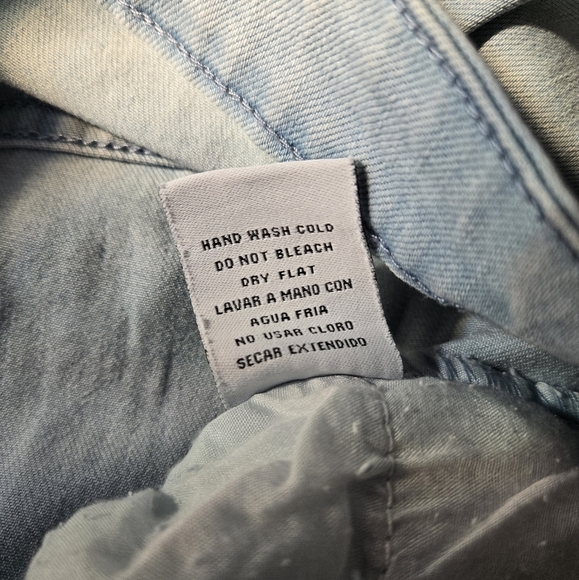 HAND WASH COLD
DO NOT BLEACH
DRY FLAT
LAVAR A MANO CON
AGUA FRIA
NO USAR CLORO
SECAR EXTENDIDO